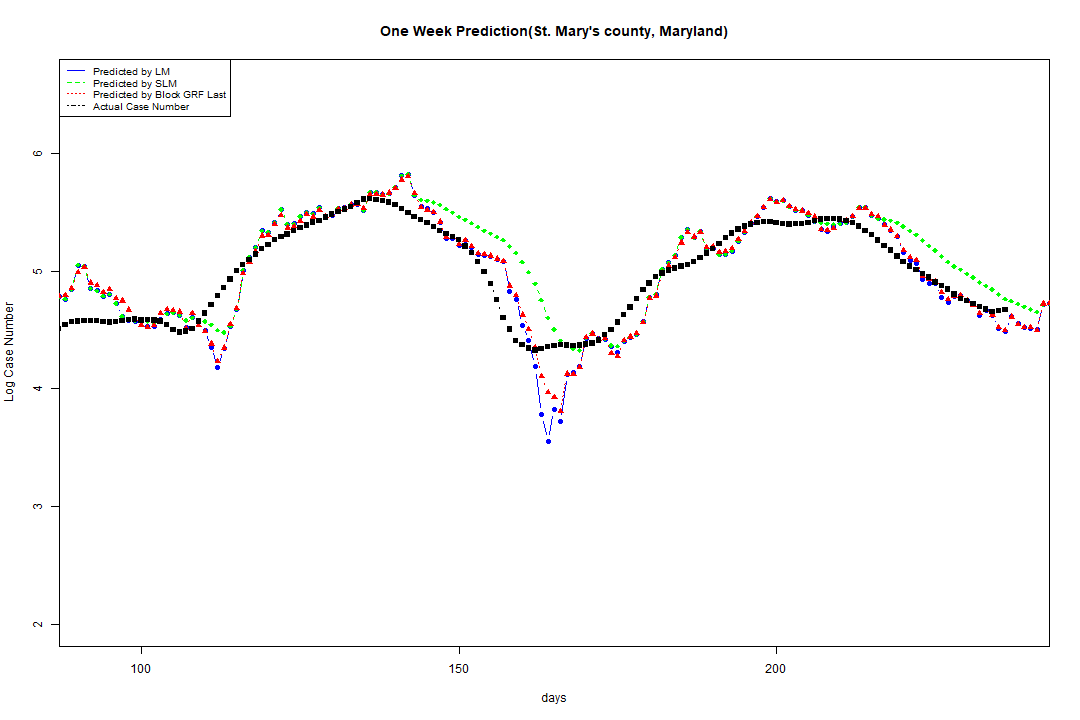 One Week Prediction(St. Mary's county, Maryland)
Predicted by LM
Predicted by SLM
Predicted by Block GRF Last
Actual Case Number
6
5
4
3
2
Log Case Number
100 150 200
days